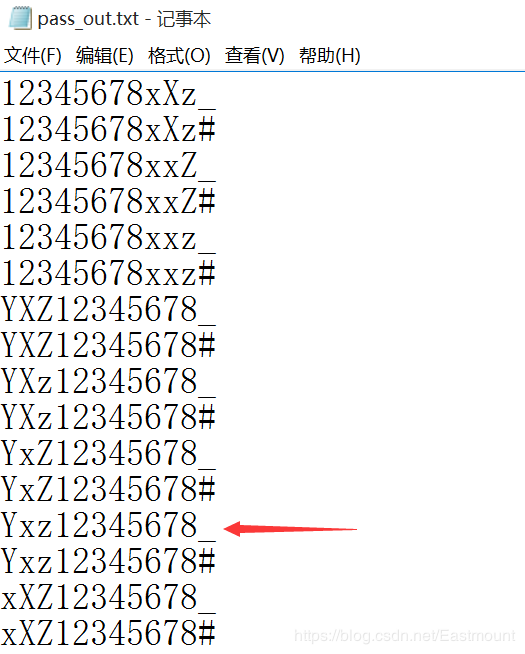 pass_out.txt - 记事本
文件(F) 编辑(E) 格式(O) 查看(V) 帮助(H)
12345678xXz_
12345678xXz#
12345678xxZ_
12345678xxZ#
12345678xxz_
12345678xxz#
YXZ12345678_
YXZ12345678#
YXz12345678_
YXz12345678#
YxZ12345678_
YxZ12345678#
Yxz12345678_
Yxz12345678#
xXZ12345678_
xXZ12345678#
https://blog.csdn.net/Eastmount